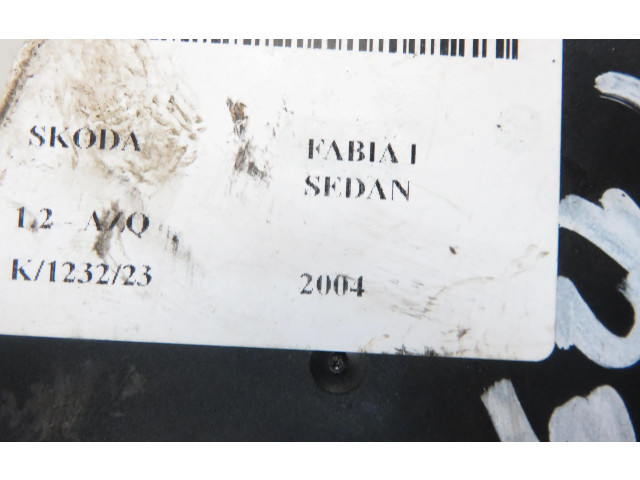 SKODA
FABIA I
SEDAN
1.2 - AZQ
K/1232/23
2004